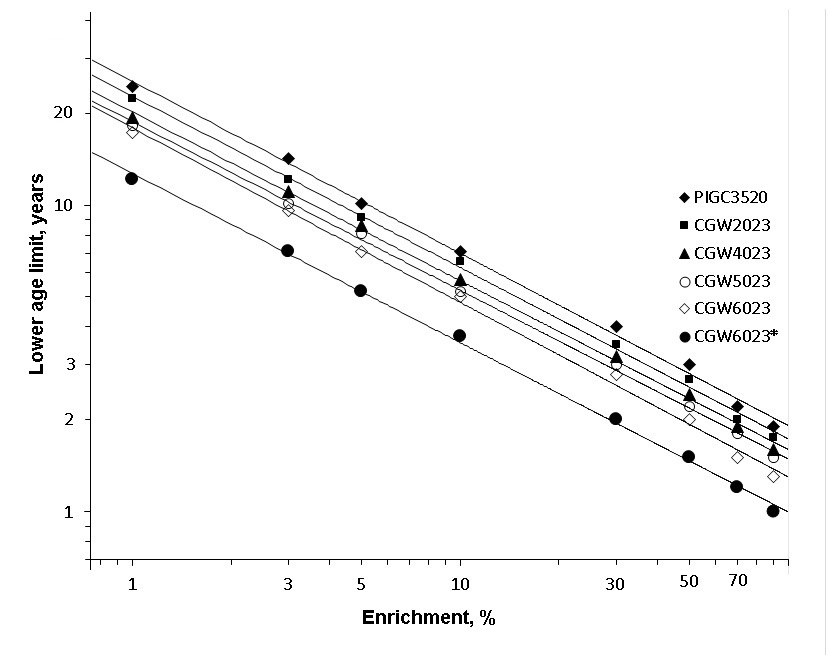 20
10
3
2
1
Lower age limit, years
PIGC3520
CGW2023
CGW4023
CGW5023
CGW6023
CGW6023*
1 3 5 10 30 50 70
Enrichment, %